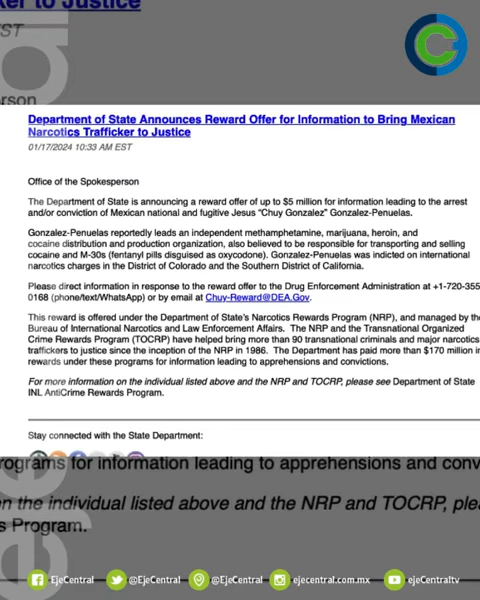 er to Justice
EST
erson
Department of State Announces Reward Offer for Information to Bring Mexican
Narcotics Trafficker to Justice
01/17/2024 10:33 AM EST
Office of the Spokesperson
The Department of State is announcing a reward offer of up to $5 million for information leading to the arrest
and/or conviction of Mexican national and fugitive Jesus "Chuy Gonzalez" Gonzalez-Penuelas.
Gonzalez-Penuelas reportedly leads an independent methamphetamine, marijuana, heroin, and
cocaine distribution and production organization, also believed to be responsible for transporting and selling
cocaine and M-30s (fentanyl pills disguised as oxycodone). Gonzalez-Penuelas was indicted on international
narcotics charges in the District of Colorado and the Southern District of California.
Please direct information in response to the reward offer to the Drug Enforcement Administration at +1-720-355
0168 (phone/text/WhatsApp) or by email at Chuy-Reward@DEA.Gov.
This reward is offered under the Department of State's Narcotics Rewards Program (NRP), and managed by the
Bureau of International Narcotics and Law Enforcement Affairs. The NRP and the Transnational Organized
Crime Rewards Program (TOCRP) have helped bring more than 90 transnational criminals and major narcotics
traffickers to justice since the inception of the NRP in 1986. The Department has paid more than $170 million in
rewards under these programs for information leading to apprehensions and convictions.
For more information on the individual listed above and the NRP and TOCRP, please see Department of State
INL AntiCrime Rewards Program.
Stay connected with the State Department:
rograms for information leading to apprehensions and conv
n the individual listed above and the NRP and TOCRP, plea
s Program.
EjeCentral @EjeCentral @EjeCentral ejecentral.com.mx ejeCentraltv